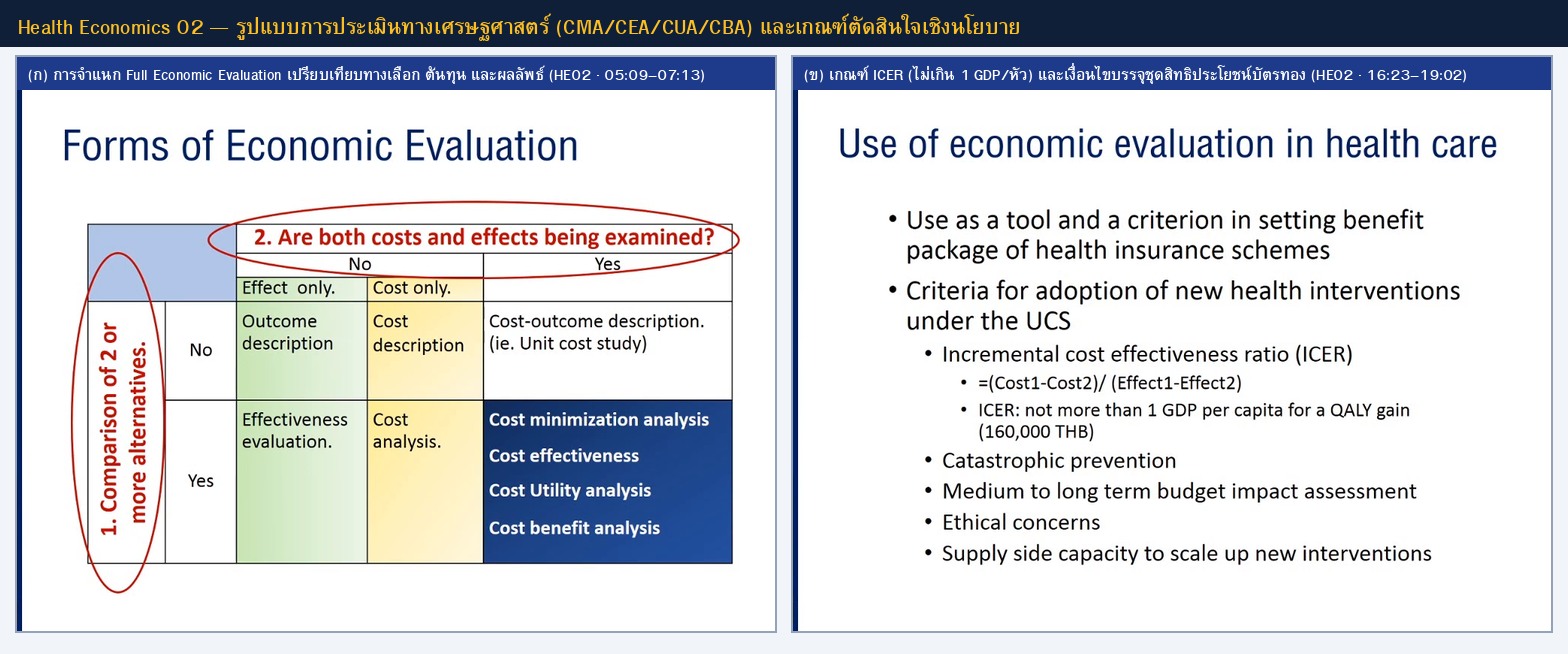 Health Economics 02 — รูปแบบการประเมินทางเศรษฐศาสตร์ (CMA/CEA/CUA/CBA) และเกณฑ์ตัดสินใจเชิงนโยบาย
(ก) การจำแนก Full Economic Evaluation เปรียบเทียบทางเลือก ต้นทุน และผลลัพธ์ (HE02 · 05:09–07:13)
Forms of Economic Evaluation
2. Are both costs and effects being examined?
No
Yes
Effect only.
Cost only.
1. Comparison of 2 or
more alternatives.
No
Outcome
description
Cost
description
Cost-outcome description.
(ie. Unit cost study)
Yes
Effectiveness
evaluation.
Cost
analysis.
Cost minimization analysis
Cost effectiveness
Cost Utility analysis
Cost benefit analysis
(ข) เกณฑ์ ICER (ไม่เกิน 1 GDP/หัว) และเงื่อนไขบรรจุชุดสิทธิประโยชน์บัตรทอง (HE02 · 16:23–19:02)
Use of economic evaluation in health care
• Use as a tool and a criterion in setting benefit
package of health insurance schemes
• Criteria for adoption of new health interventions
under the UCS
• Incremental cost effectiveness ratio (ICER)
• =(Cost1-Cost2)/ (Effect1-Effect2)
• ICER: not more than 1 GDP per capita for a QALY gain
(160,000 THB)
• Catastrophic prevention
• Medium to long term budget impact assessment
• Ethical concerns
• Supply side capacity to scale up new interventions